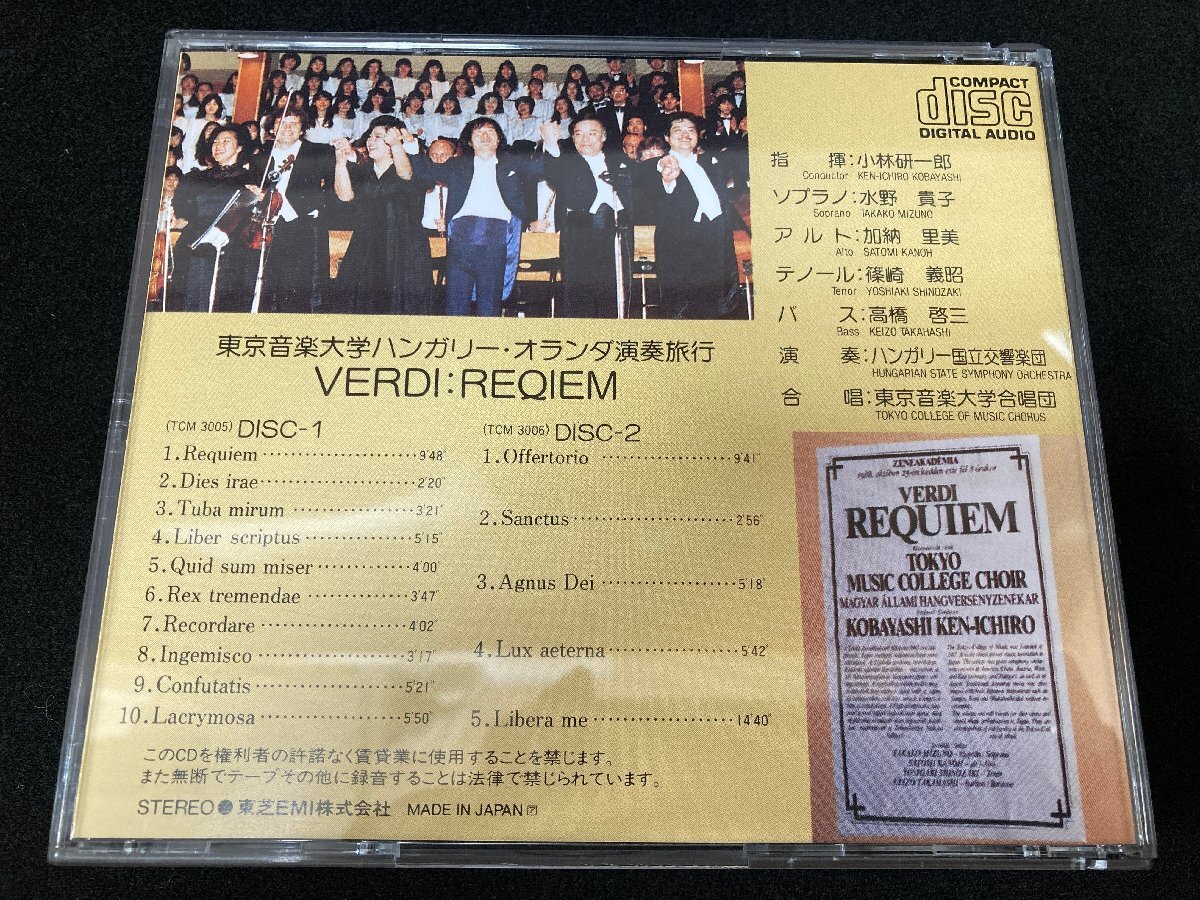 COMPACT
disc
DIGITAL AUDIO
指 揮:小林研一郎
Conductor KEN-ICHIRO KOBAYASHI
ソプラノ:水野 貴子
Soprano TAKAKO MIZUNO
アルト:加納 里美
Alto SATOMI KANOH
テノール:篠崎 義昭
Tenor YOSHIAKI SHINOZAKI
バ ス:高橋 啓三
Bass KEIZO TAKAHASHI
演 奏:ハンガリー国立交響楽団
HUNGARIAN STATE SYMPHONY ORCHESTRA
合 唱:東京音楽大学合唱団
TOKYO COLLEGE OF MUSIC CHORUS
東京音楽大学ハンガリー・オランダ演奏旅行
VERDI:REQIEM
(TCM 3005) DISC-1
1.Requiem 9'48"
2.Dies irae 2'20"
3.Tuba mirum 3'21"
4.Liber scriptus 5'15"
5.Quid sum miser 4'00"
6.Rex tremendae 3'47"
7.Recordare 4'02"
8.Ingemisco 3'17"
9.Confutatis 5'21"
10.Lacrymosa 5'50"
(TCM 3006) DISC-2
1.Offertorio 9'41"
2.Sanctus 2'56"
3.Agnus Dei 5'18"
4.Lux aeterna 5'42"
5.Libera me 14'40"
このCDを権利者の許諾なく賃貸業に使用することを禁じます。
また無断でテープその他に録音することは法律で禁じられています。
STEREO ● 東芝EMI株式会社 MADE IN JAPAN
ZENEAKADÉMIA
VERDI
REQUIEM
TOKYO
MUSIC COLLEGE CHOIR
MAGYAR ÁLLAMI HANGVERSENYZENEKAR
KOBAYASHI KEN-ICHIRO